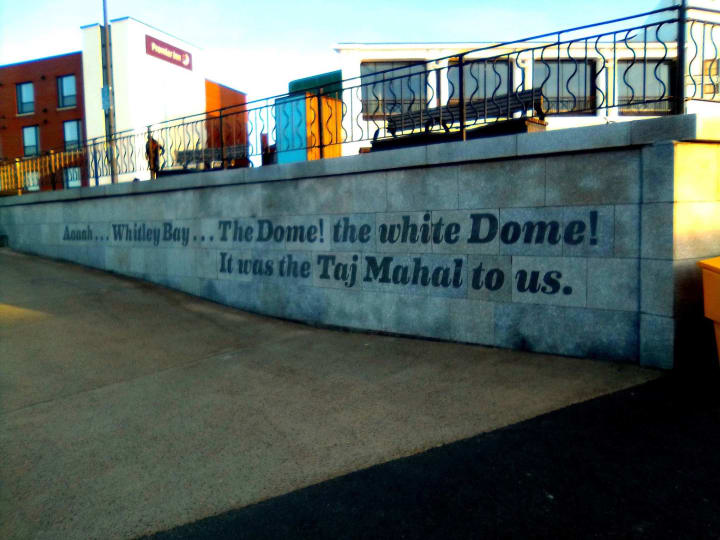 Premier Inn
Aaaah... Whitley Bay... The Dome! the white Dome!
It was the Taj Mahal to us.